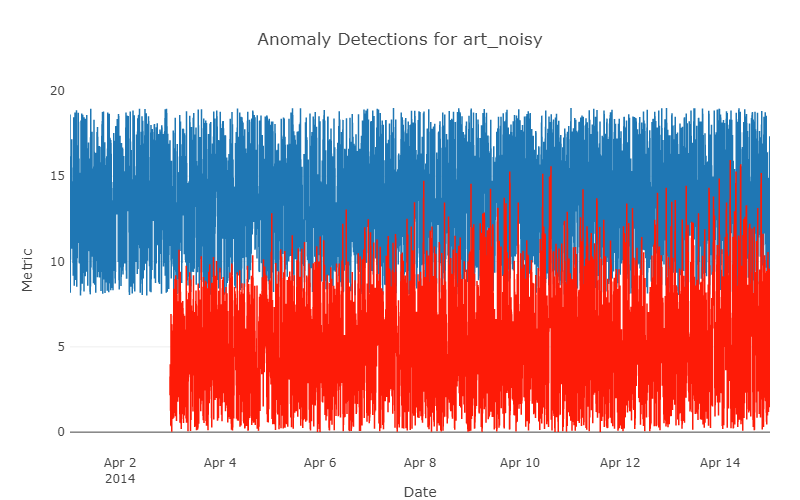 Anomaly Detections for art_noisy
20
15
10
5
0
Metric
Apr 2
2014
Apr 4
Apr 6
Apr 8
Apr 10
Apr 12
Apr 14
Date